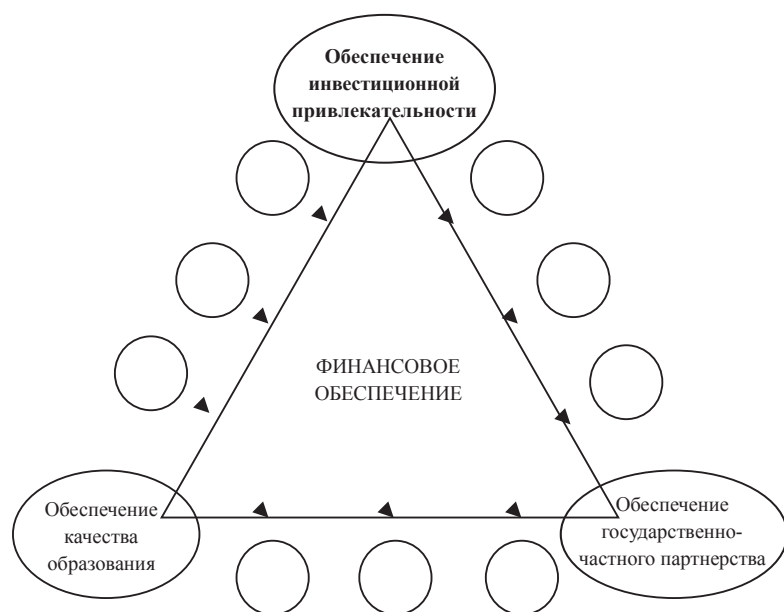 Обеспечение
инвестиционной
привлекательности
ФИНАНСОВОЕ
ОБЕСПЕЧЕНИЕ
Обеспечение
качества
образования
Обеспечение
государственно-
частного партнерства